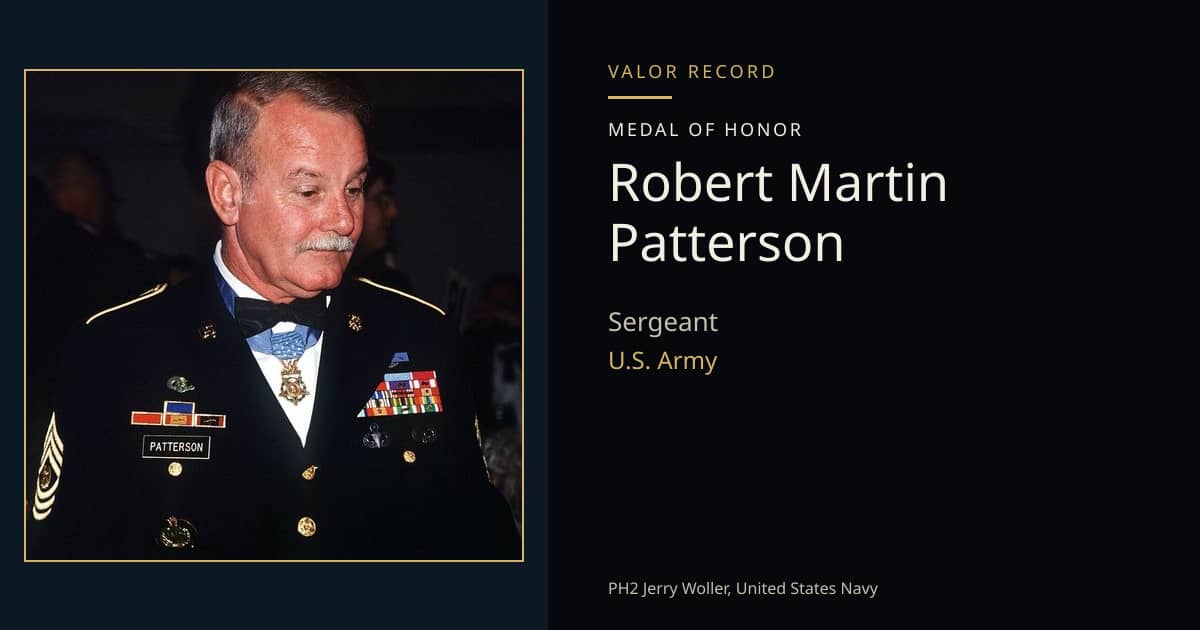 VALOR RECORD
MEDAL OF HONOR
Robert Martin
Patterson
Sergeant
U.S. Army
PATTERSON
PH2 Jerry Woller, United States Navy